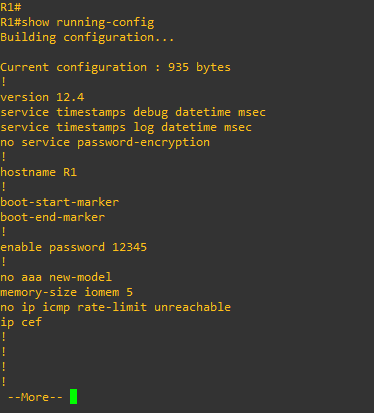 R1#
R1#show running-config
Building configuration...
Current configuration : 935 bytes
!
version 12.4
service timestamps debug datetime msec
service timestamps log datetime msec
no service password-encryption
!
hostname R1
!
boot-start-marker
boot-end-marker
!
enable password 12345
!
no aaa new-model
memory-size iomem 5
no ip icmp rate-limit unreachable
ip cef
!
!
!
!
--More--